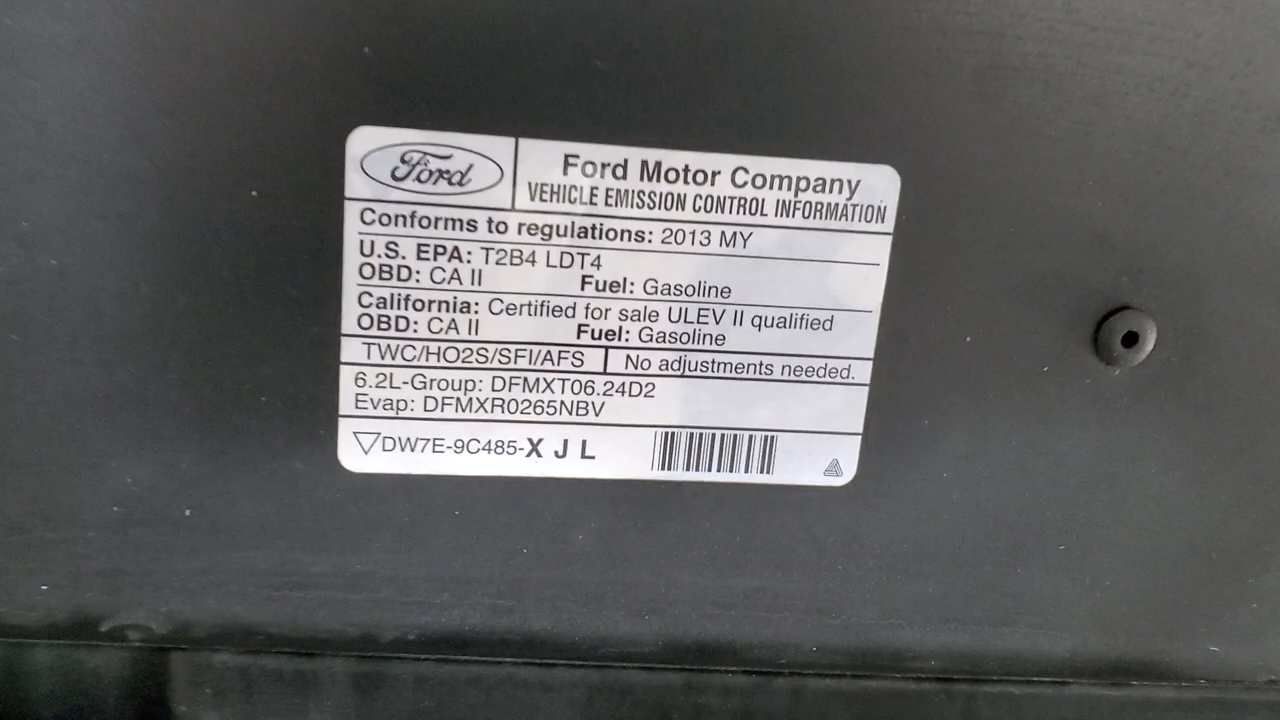 Ford
Ford Motor Company
VEHICLE EMISSION CONTROL INFORMATION
Conforms to regulations: 2013 MY
U.S. EPA: T2B4 LDT4
OBD: CA II Fuel: Gasoline
California: Certified for sale ULEV II qualified
OBD: CA II Fuel: Gasoline
TWC/HO2S/SFI/AFS No adjustments needed.
6.2L-Group: DFMXT06.24D2
Evap: DFMXR0265NBV
DW7E-9C485-X J L